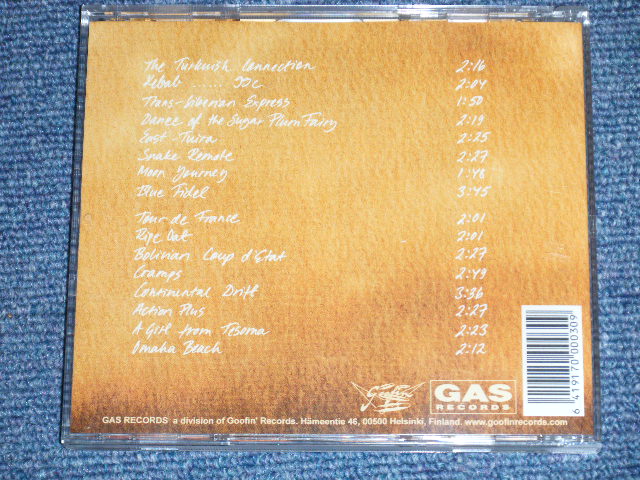 The Turkish Connection 2:16
Kebab ...... Joc 2:04
Trans-Siberian Express 1:50
Dance of the Sugar Plum Fairy 2:19
East-Tuira 2:25
Snake Remote 2:27
Moon Journey 1:48
Blue Fidel 3:45
Tour de France 2:01
Ripe Oat 2:01
Bolivian Coup d'Etat 2:27
Cramps 2:49
Continental Drift 3:36
Action Plus 2:27
A Girl from 2:23
Omaha Beach 2:12
Goofin'
GAS
RECORDS
6 419170 000309
GAS RECORDS a division of Goofin' Records. Hämeentie 46, 00500 Helsinki, Finland. www.goofinrecords.com